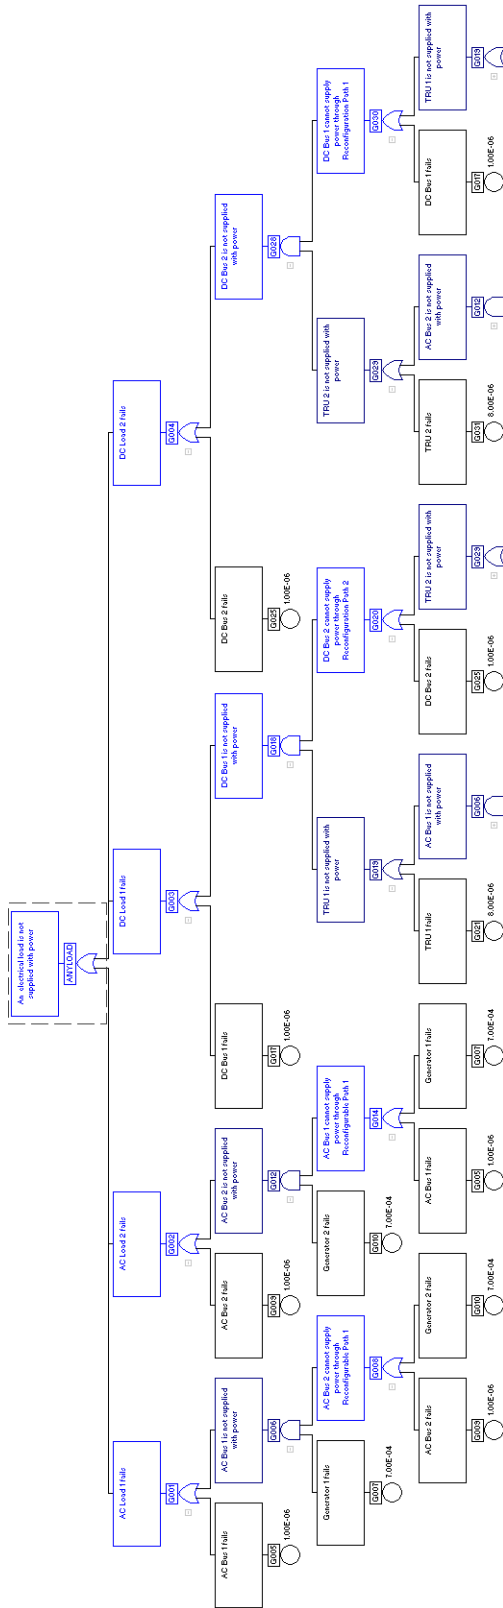 An electrical load is not
supplied with power
ANYLOAD
AC Load 1 fails
G001
AC Load 2 fails
G002
DC Load 1 fails
G003
DC Load 2 fails
G004
AC Bus 1 fails
G005
1.00E-06
AC Bus 1 is not supplied
with power
G006
AC Bus 2 fails
G009
1.00E-06
AC Bus 2 is not supplied
with power
G012
DC Bus 1 fails
G017
1.00E-06
DC Bus 1 is not supplied
with power
G018
DC Bus 2 fails
G025
1.00E-06
DC Bus 2 is not supplied
with power
G028
Generator 1 fails
G007
7.00E-04
AC Bus 2 cannot supply
power through
Reconfigurable Path 1
G008
Generator 2 fails
G010
7.00E-04
AC Bus 1 cannot supply
power through
Reconfigurable Path 1
G014
TRU 1 is not supplied with
power
G019
DC Bus 2 cannot supply
power through
Reconfiguration Path 2
G020
TRU 2 is not supplied with
power
G029
DC Bus 1 cannot supply
power through
Reconfiguration Path 1
G030
AC Bus 2 fails
G009
1.00E-06
Generator 2 fails
G010
7.00E-04
AC Bus 1 fails
G005
1.00E-06
Generator 1 fails
G007
7.00E-04
TRU 1 fails
G021
8.00E-06
AC Bus 1 is not supplied
with power
G006
DC Bus 2 fails
G025
1.00E-06
TRU 2 is not supplied with
power
G029
TRU 2 fails
G031
8.00E-06
AC Bus 2 is not supplied
with power
G012
DC Bus 1 fails
G017
1.00E-06
TRU 1 is not supplied with
power
G019